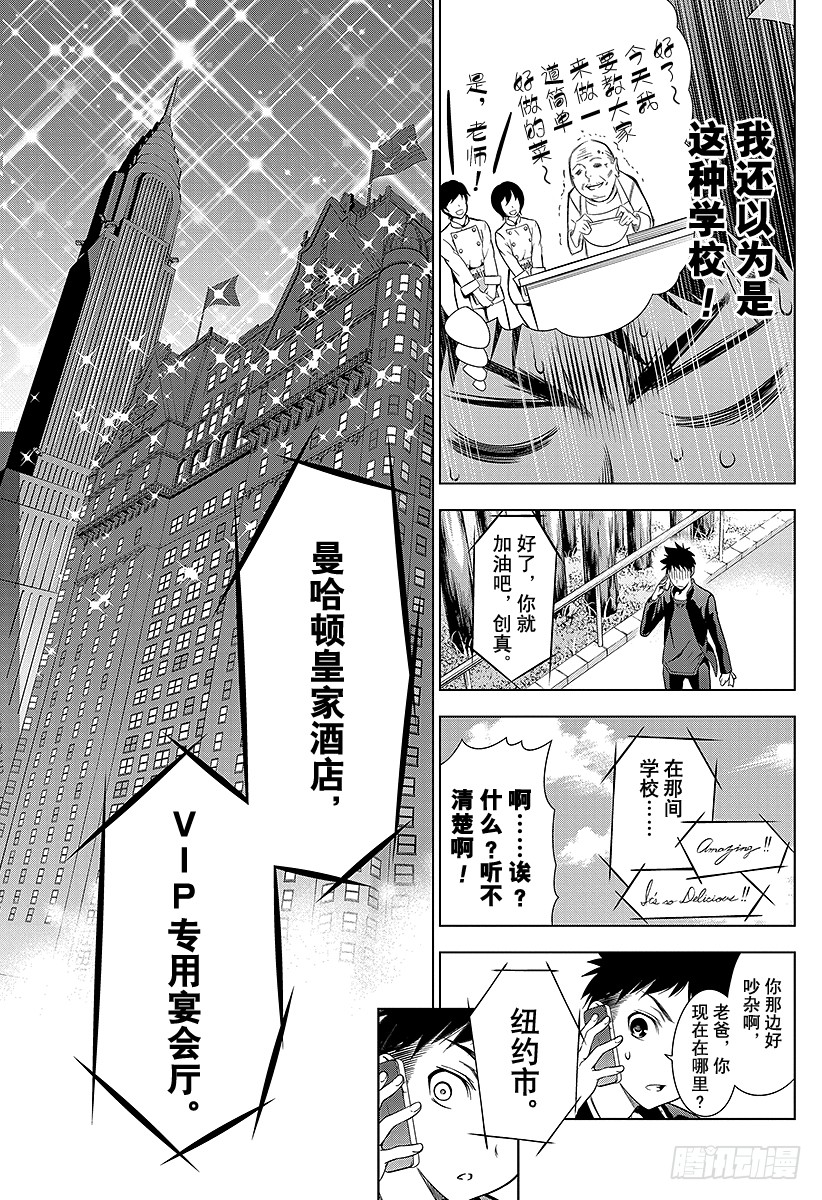 我还以为是
这种学校！
好了~
今天我
要教大家
来做一
道简单
好做
的菜~
是，老师！
好了，你就
加油吧，创真。
在那间
学校……
Amazing!!
It's so Delicious!!
啊……诶？
什么？听不
清楚啊！
你那边好
吵杂啊，
老爸，你
现在在哪里？
纽约市。
曼哈顿皇家酒店，
VIP专用宴会厅。
腾讯动漫